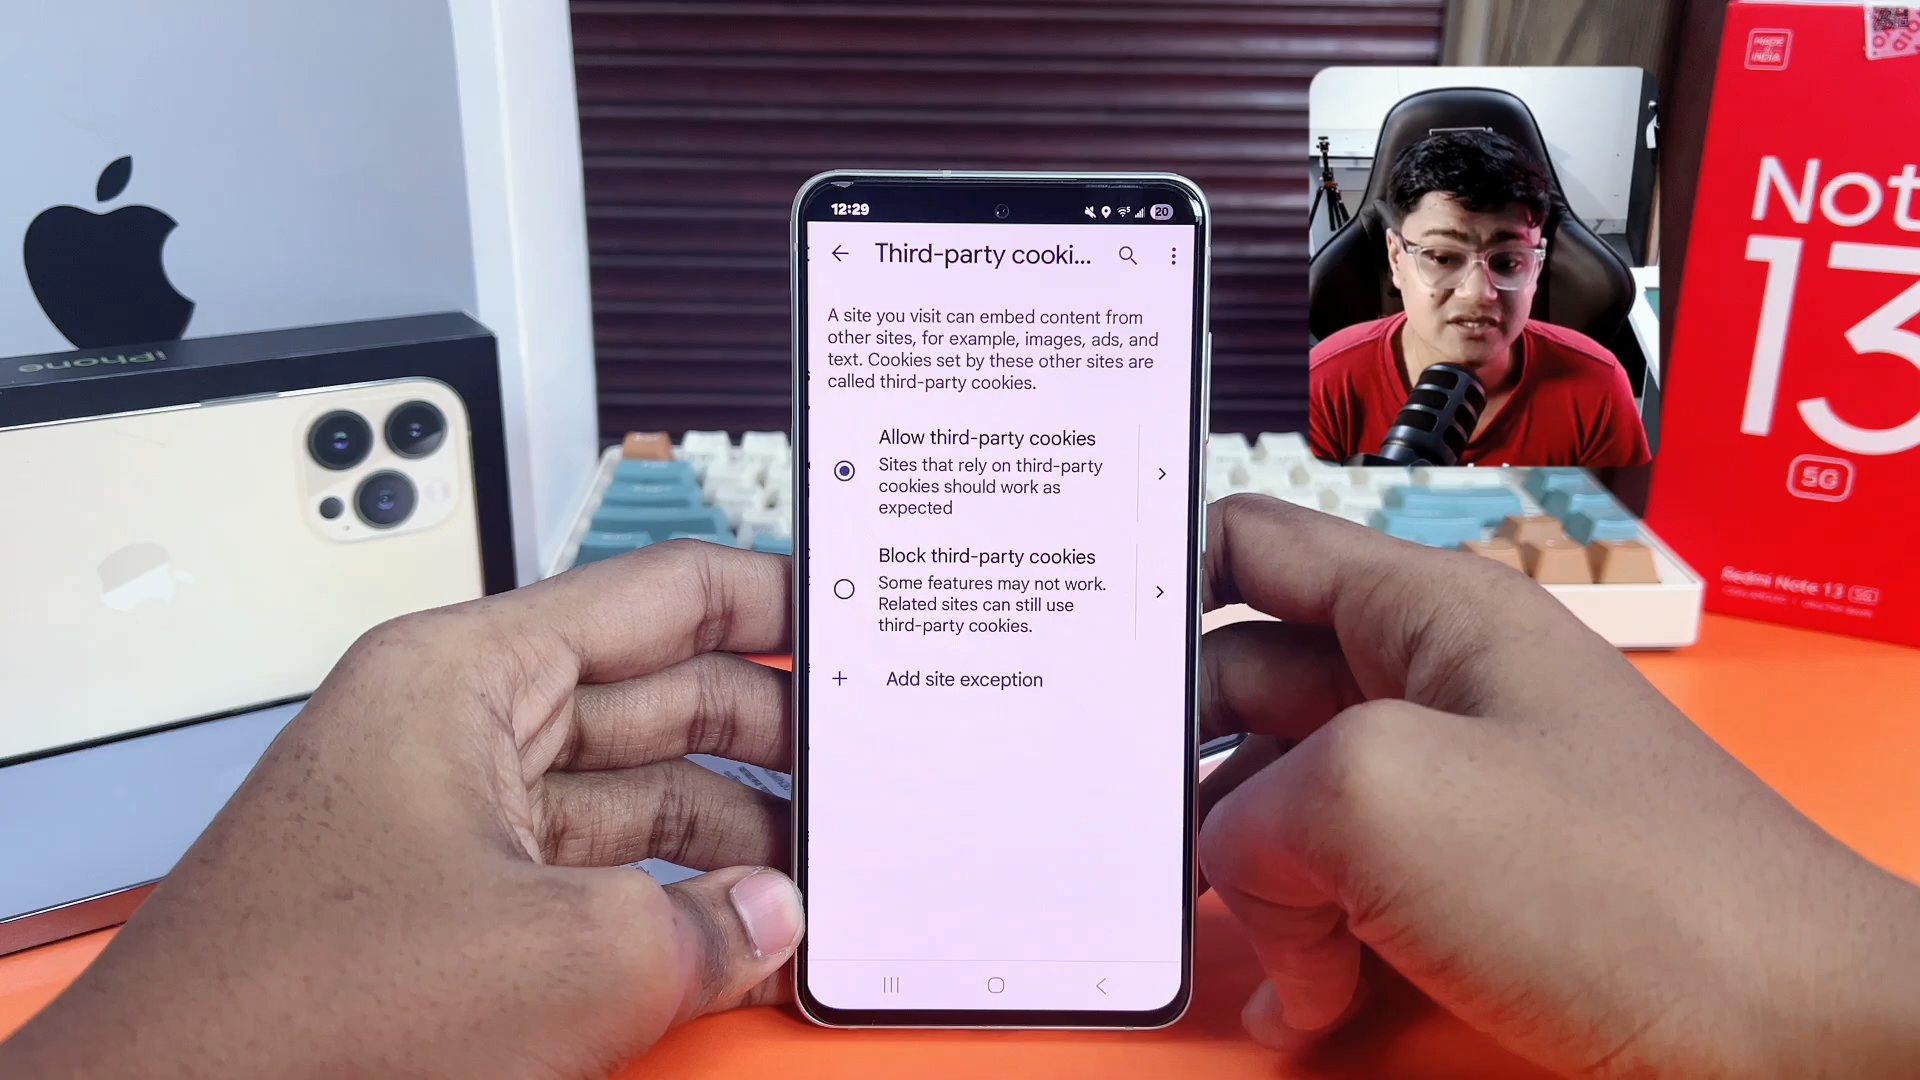 iPhone
12:29
20
Third-party cooki...
A site you visit can embed content from
other sites, for example, images, ads, and
text. Cookies set by these other sites are
called third-party cookies.
Allow third-party cookies
Sites that rely on third-party
cookies should work as
expected
Block third-party cookies
Some features may not work.
Related sites can still use
third-party cookies.
+ Add site exception
MADE
INDIA
Not
13
5G
Redmi Note 13 5G